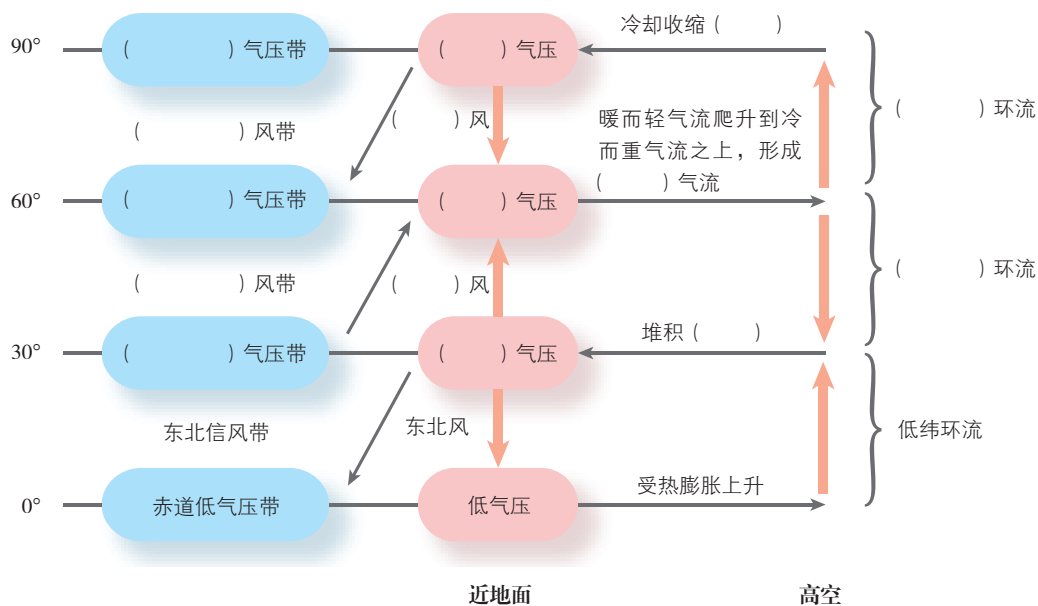 90°
(　　　)气压带
(　　)气压
冷却收缩(　　)
(　　　)风带
(　　)风
暖而轻气流爬升到冷
而重气流之上，形成
(　　)气流
(　　　)环流
60°
(　　　)气压带
(　　)气压
(　　　)风带
(　　)风
(　　　)环流
30°
(　　　)气压带
(　　)气压
堆积(　　)
东北信风带
东北风
低纬环流
0°
赤道低气压带
低气压
受热膨胀上升
近地面
高空